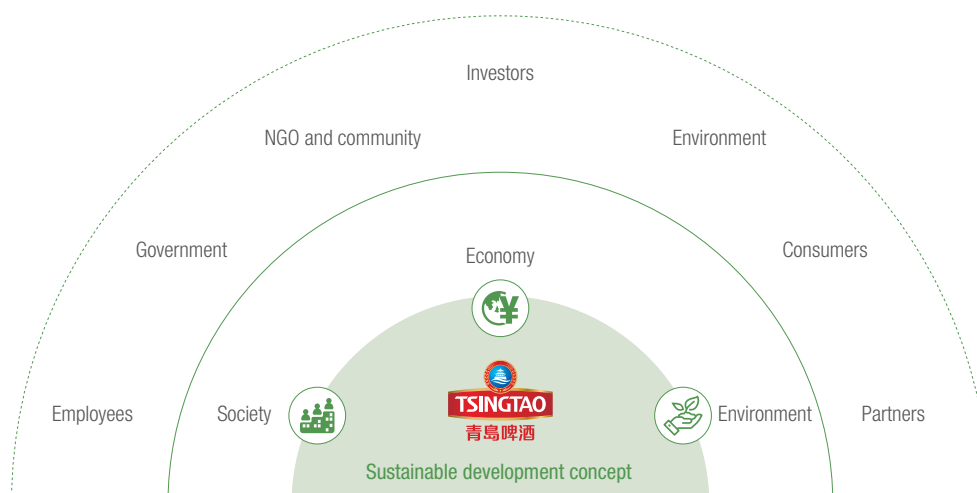 Investors
NGO and community
Environment
Government
Consumers
Economy
Employees
Society
TSINGTAO
青島啤酒
Environment
Partners
Sustainable development concept